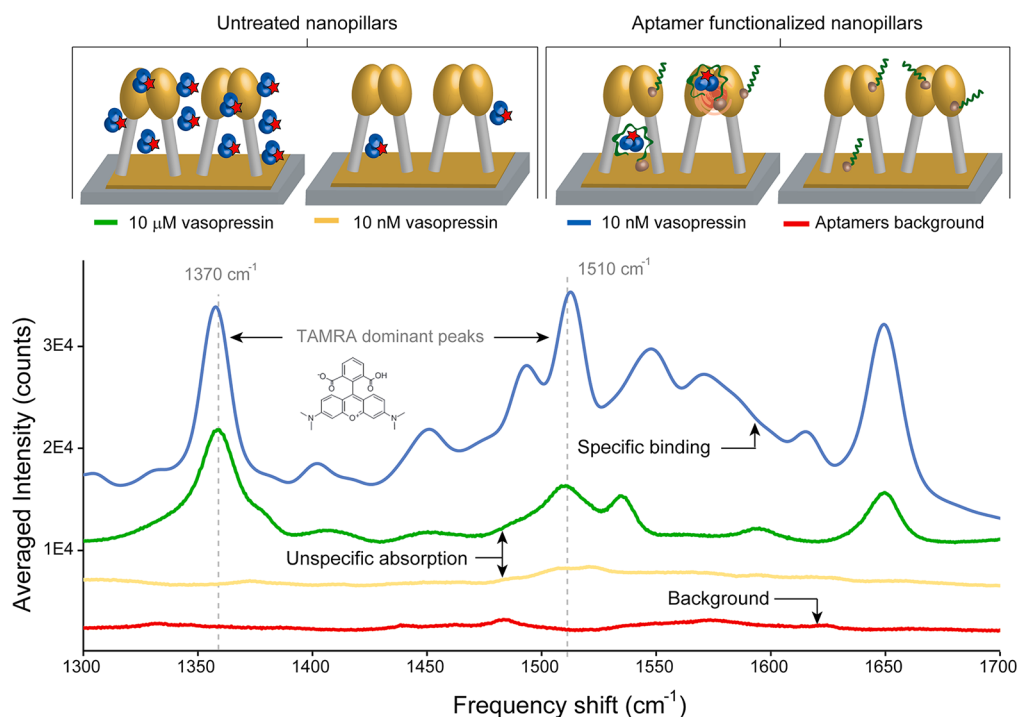 Untreated nanopillars
Aptamer functionalized nanopillars
10 μM vasopressin
10 nM vasopressin
10 nM vasopressin
Aptamers background
1370 cm⁻¹
1510 cm⁻¹
TAMRA dominant peaks
⁻O
O
O
OH
N
O⁺
N
Specific binding
Unspecific absorption
Background
Averaged Intensity (counts)
3E4
2E4
1E4
1300
1350
1400
1450
1500
1550
1600
1650
1700
Frequency shift (cm⁻¹)